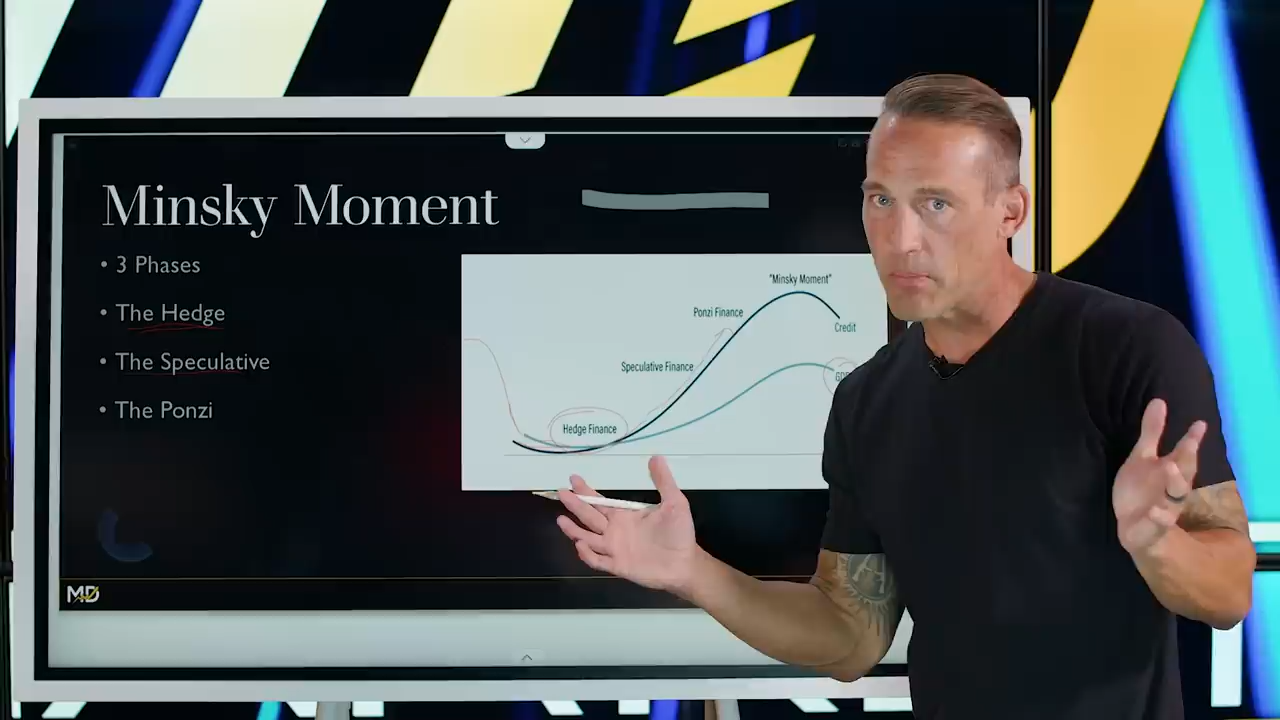 Minsky Moment
• 3 Phases
• The Hedge
• The Speculative
• The Ponzi
"Minsky Moment"
Ponzi Finance
Credit
Speculative Finance
Hedge Finance
MD